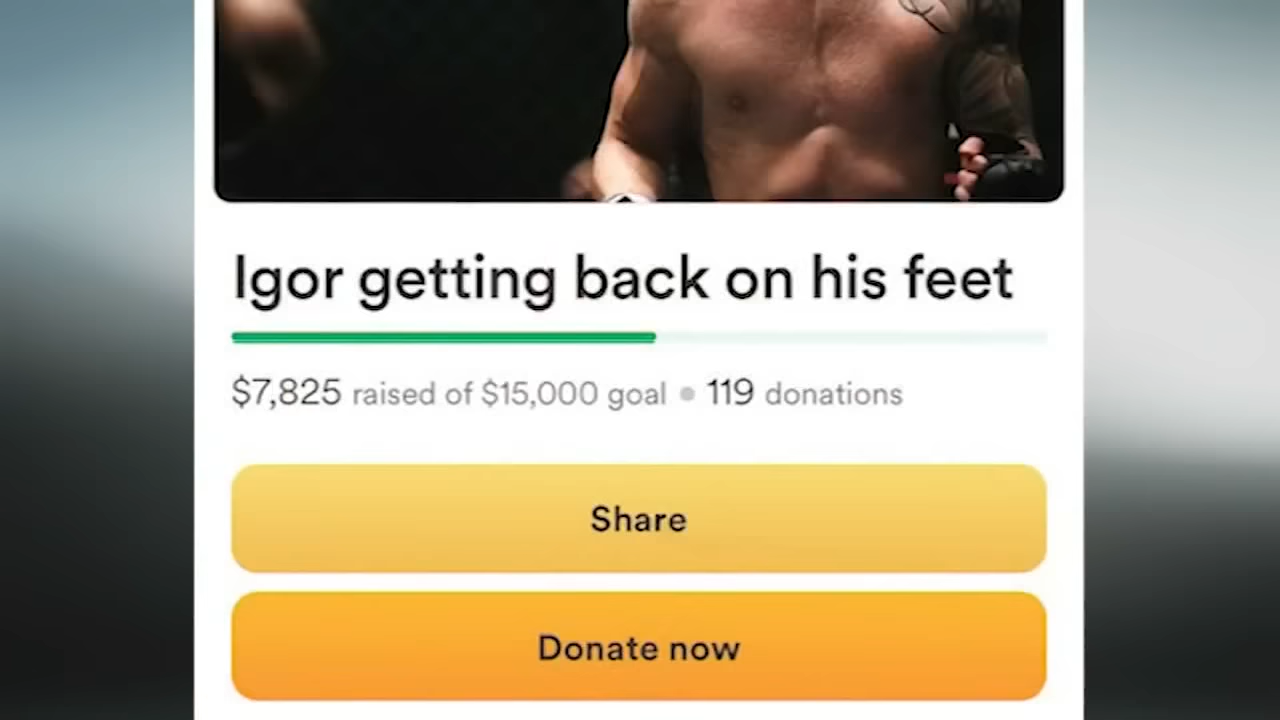 Igor getting back on his feet
$7,825 raised of $15,000 goal • 119 donations
Share
Donate now